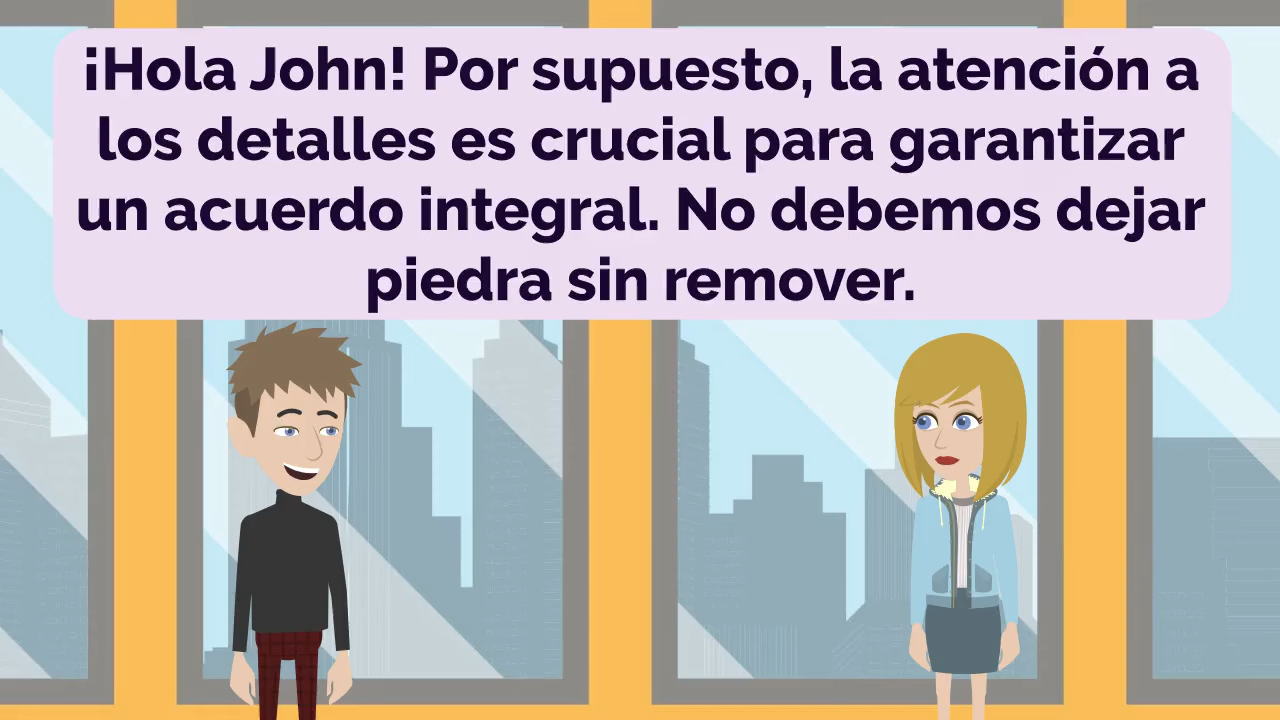 ¡Hola John! Por supuesto, la atención a
los detalles es crucial para garantizar
un acuerdo integral. No debemos dejar
piedra sin remover.